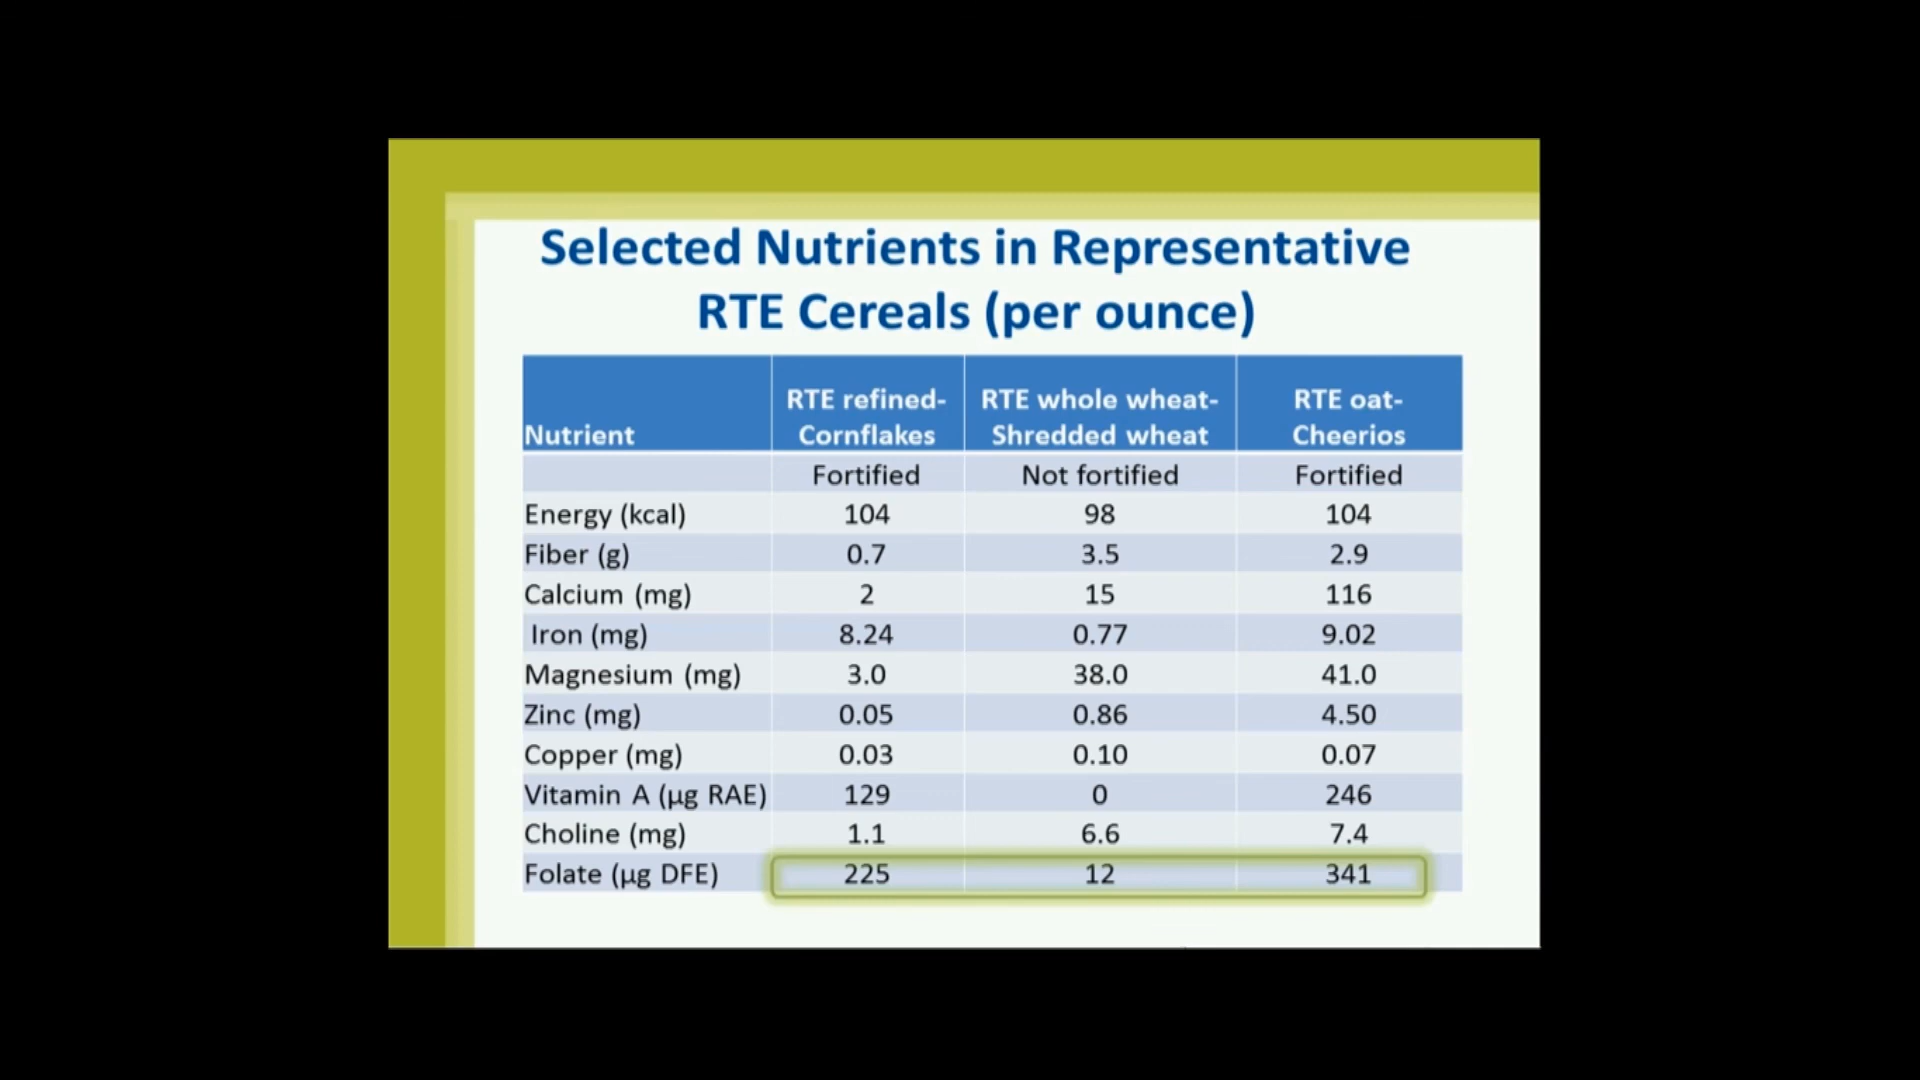 Selected Nutrients in Representative
RTE Cereals (per ounce)
Nutrient RTE refined- Cornflakes RTE whole wheat- Shredded wheat RTE oat- Cheerios
Fortified Not fortified Fortified
Energy (kcal) 104 98 104
Fiber (g) 0.7 3.5 2.9
Calcium (mg) 2 15 116
Iron (mg) 8.24 0.77 9.02
Magnesium (mg) 3.0 38.0 41.0
Zinc (mg) 0.05 0.86 4.50
Copper (mg) 0.03 0.10 0.07
Vitamin A (µg RAE) 129 0 246
Choline (mg) 1.1 6.6 7.4
Folate (µg DFE) 225 12 341